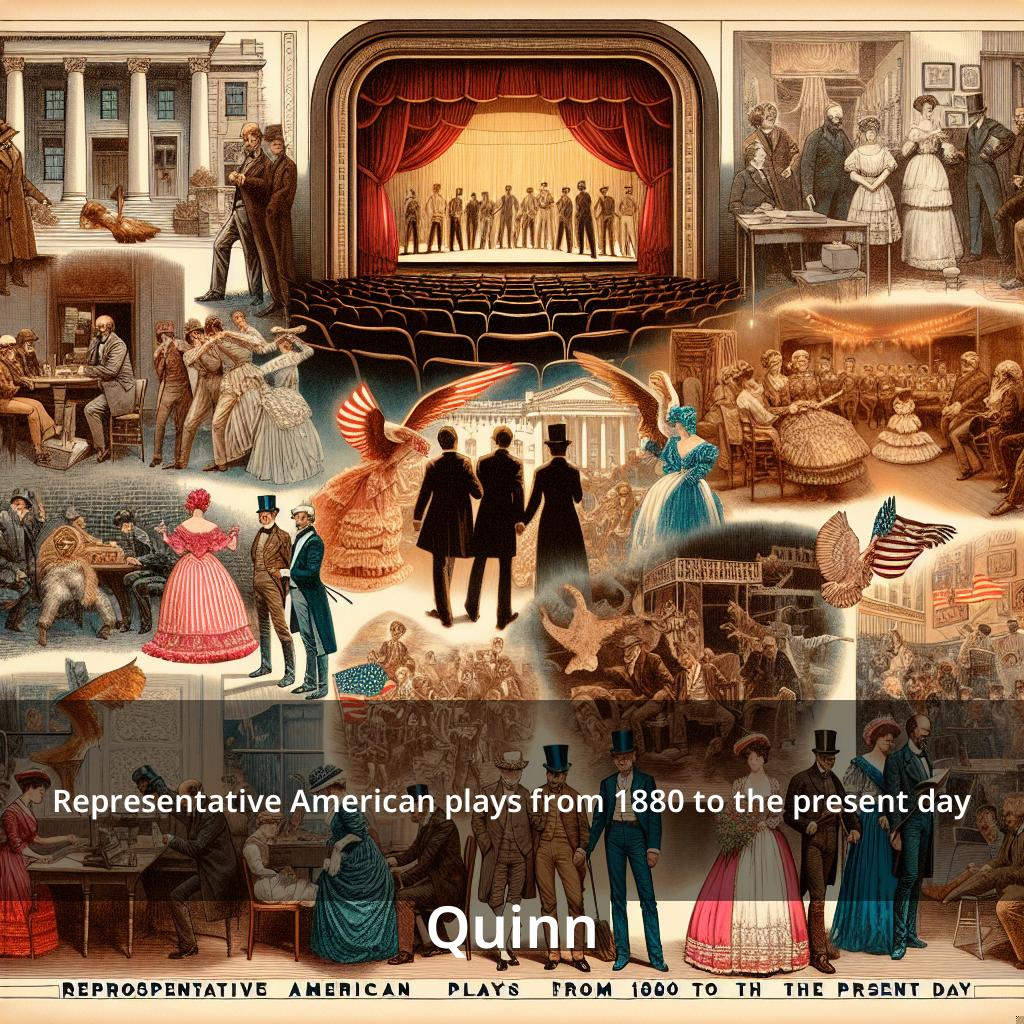 Representative American plays from 1880 to the present day
Quinn
REPROSPENTATIVE AMERICAN PLAYS FROM 1000 TO TH THE PRSENT DAY